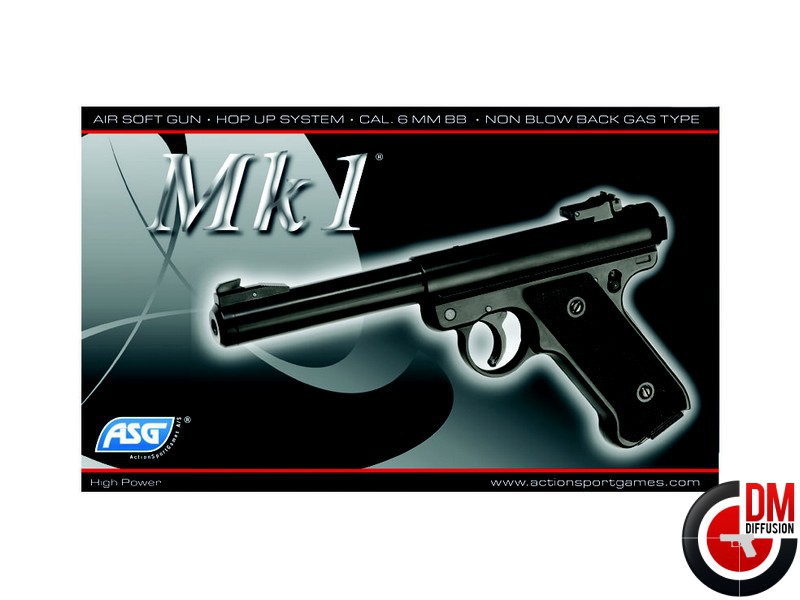 AIR SOFT GUN • HOP UP SYSTEM • CAL. 6 MM BB • NON BLOW BACK GAS TYPE
Mk1®
ASG®
ActionSportGames A/S
High Power
www.actionsportgames.com
DM
DIFFUSION